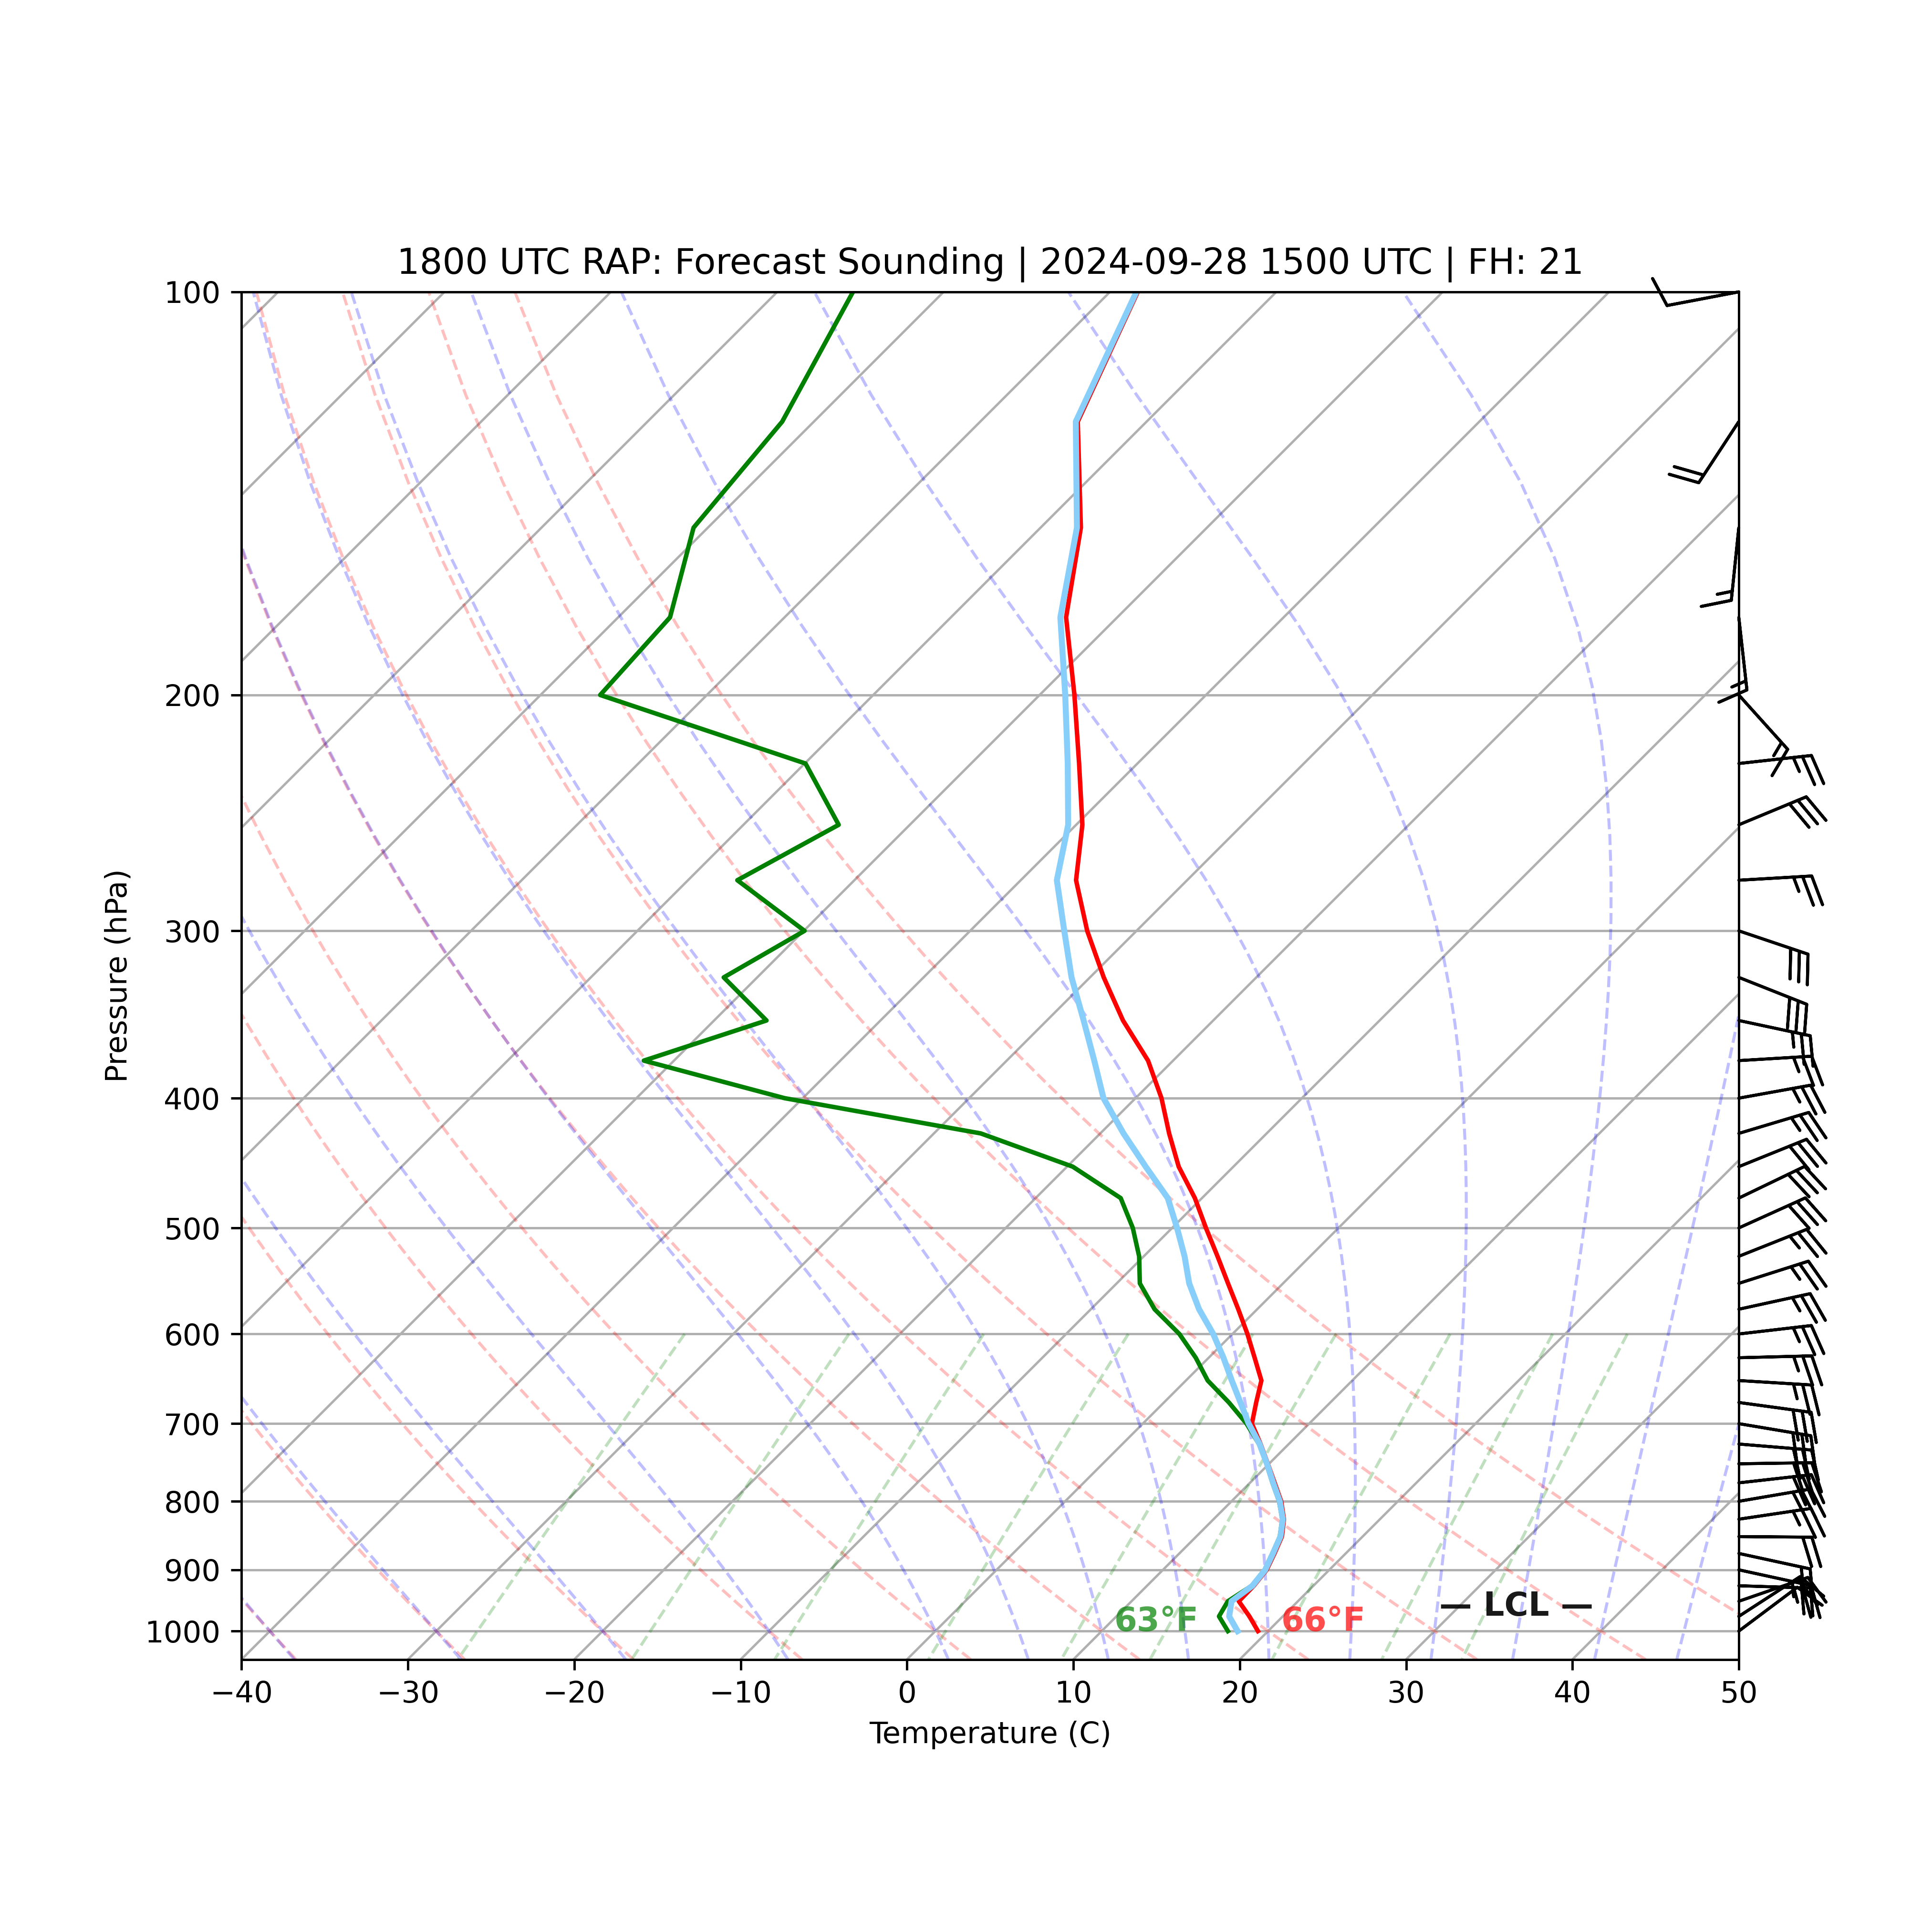 1800 UTC RAP: Forecast Sounding | 2024-09-28 1500 UTC | FH: 21
100
200
300
400
500
600
700
800
900
1000
Pressure (hPa)
63°F
66°F
— LCL —
−40 −30 −20 −10 0 10 20 30 40 50
Temperature (C)